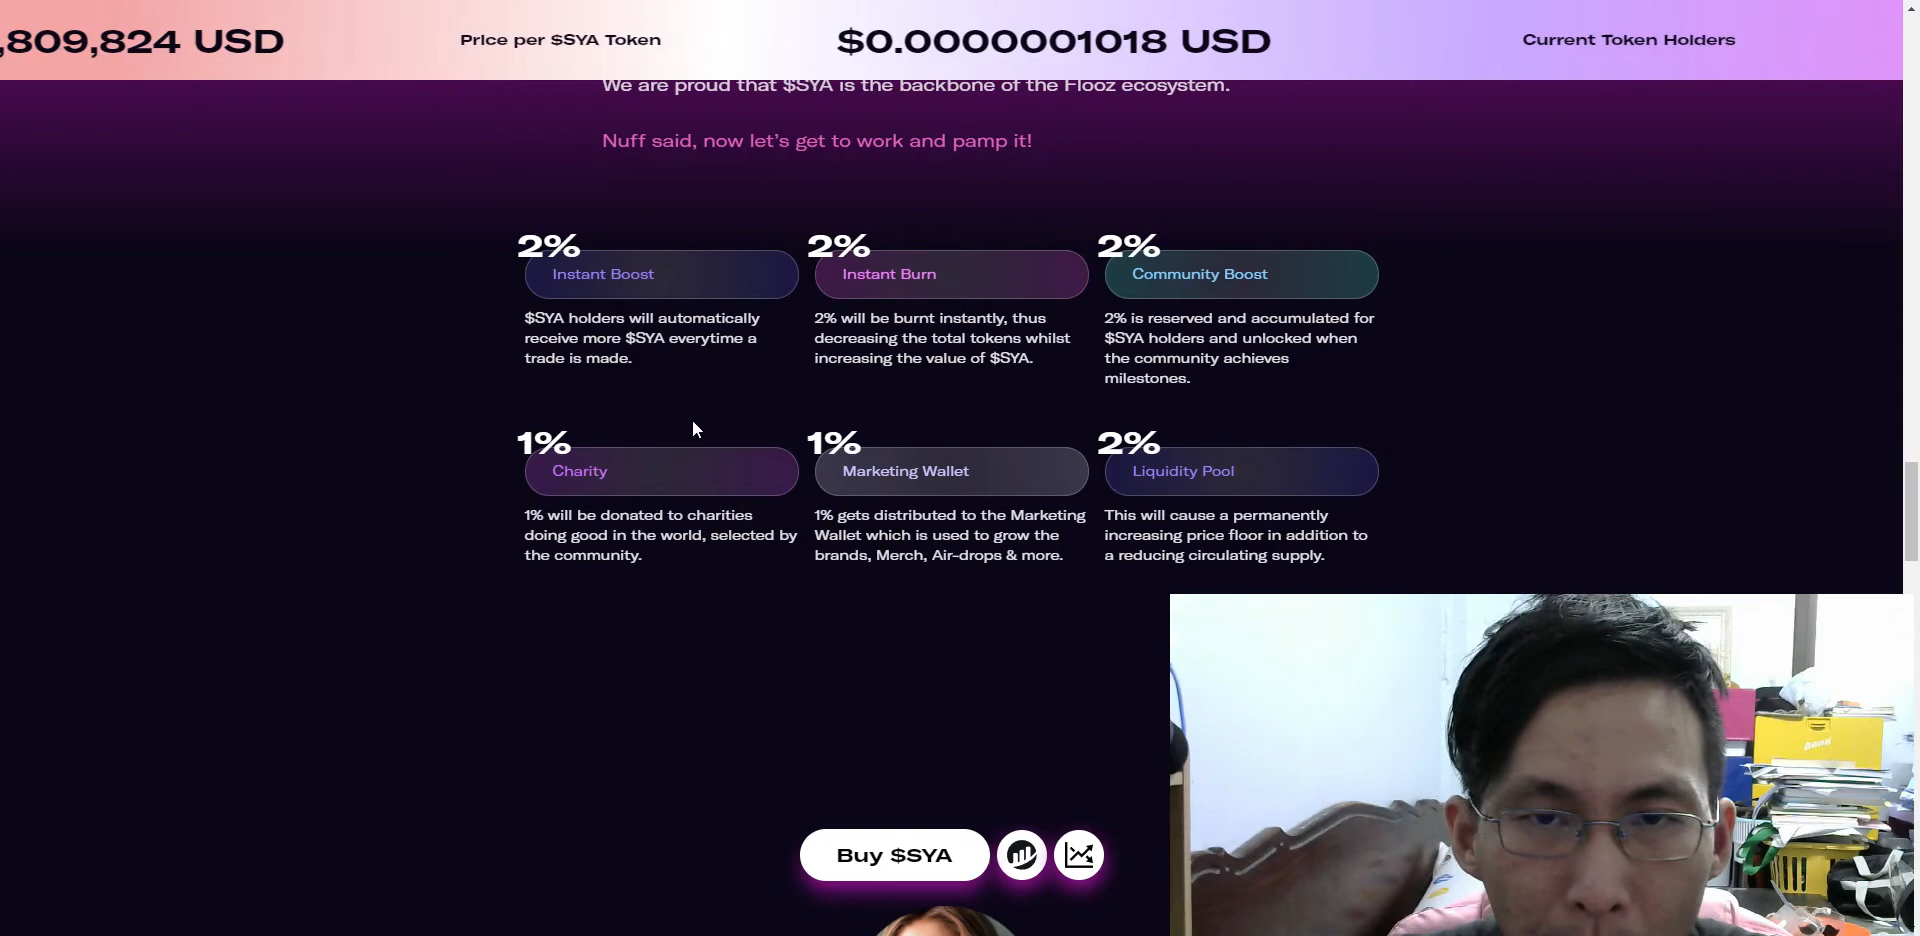 ,809,824 USD
Price per $SYA Token
$0.0000001018 USD
Current Token Holders
We are proud that $SYA is the backbone of the Flooz ecosystem.
Nuff said, now let’s get to work and pamp it!
2%
Instant Boost
$SYA holders will automatically
receive more $SYA everytime a
trade is made.
2%
Instant Burn
2% will be burnt instantly, thus
decreasing the total tokens whilst
increasing the value of $SYA.
2%
Community Boost
2% is reserved and accumulated for
$SYA holders and unlocked when
the community achieves
milestones.
1%
Charity
1% will be donated to charities
doing good in the world, selected by
the community.
1%
Marketing Wallet
1% gets distributed to the Marketing
Wallet which is used to grow the
brands, Merch, Air-drops & more.
2%
Liquidity Pool
This will cause a permanently
increasing price floor in addition to
a reducing circulating supply.
Buy $SYA